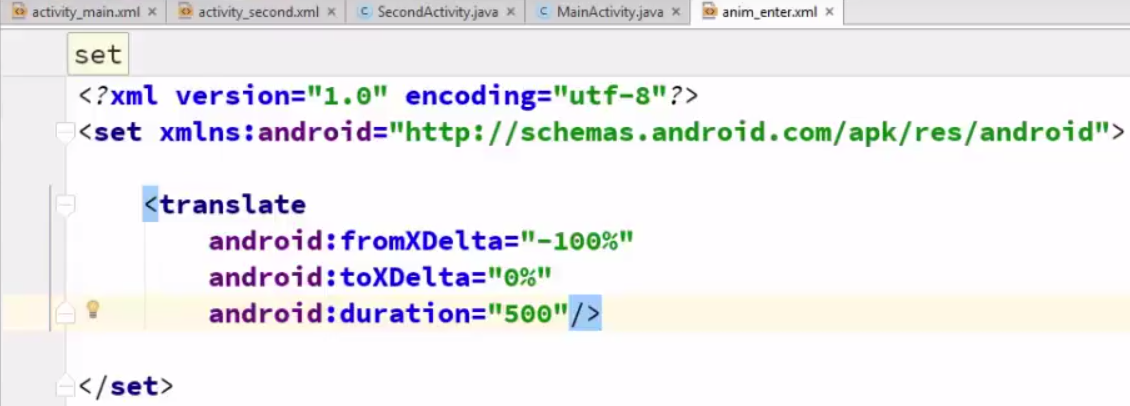 activity_main.xml × activity_second.xml × SecondActivity.java × MainActivity.java × anim_enter.xml ×
set
<?xml version="1.0" encoding="utf-8"?>
<set xmlns:android="http://schemas.android.com/apk/res/android">
<translate
android:fromXDelta="-100%"
android:toXDelta="0%"
android:duration="500"/>
</set>